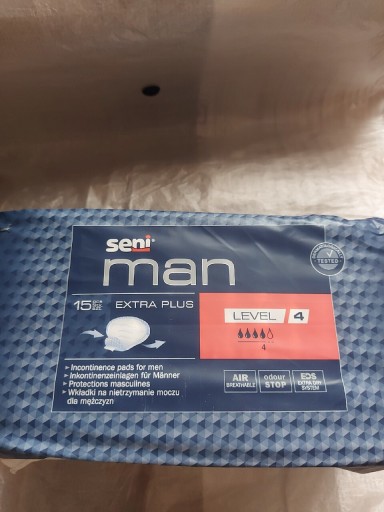 seni
man
15
EXTRA PLUS
LEVEL 4
4
Incontinence pads for men
Inkontinenzeinlagen für Männer
Protections masculines
Wkładki na nietrzymanie moczu
dla mężczyzn
AIR
BREATHABLE
odour
STOP
EDS
EXTRA DRY
SYSTEM
TESTED